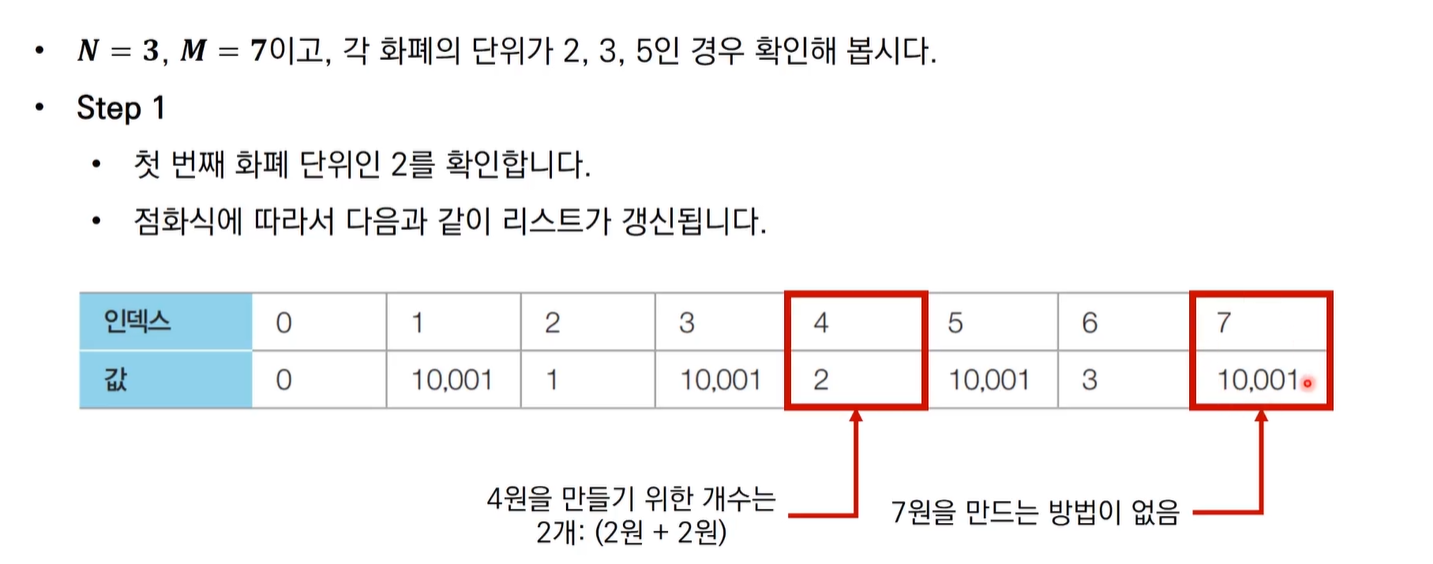 • N = 3, M = 7이고, 각 화폐의 단위가 2, 3, 5인 경우 확인해 봅시다.
• Step 1
• 첫 번째 화폐 단위인 2를 확인합니다.
• 점화식에 따라서 다음과 같이 리스트가 갱신됩니다.
인덱스 0 1 2 3 4 5 6 7
값 0 10,001 1 10,001 2 10,001 3 10,001
4원을 만들기 위한 개수는
2개: (2원 + 2원)
7원을 만드는 방법이 없음